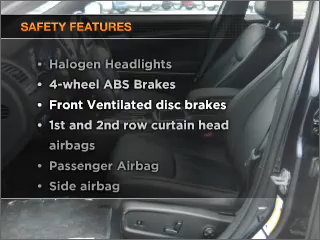 SAFETY FEATURES
• Halogen Headlights
• 4-wheel ABS Brakes
• Front Ventilated disc brakes
• 1st and 2nd row curtain head
airbags
• Passenger Airbag
• Side airbag